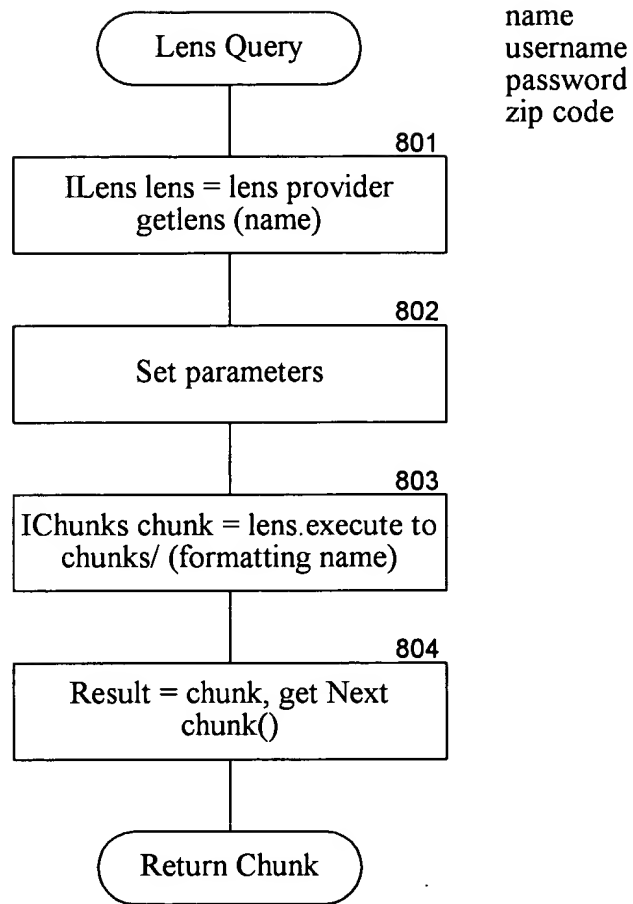 Lens Query
name
username
password
zip code
801
ILens lens = lens provider
getlens (name)
802
Set parameters
803
IChunks chunk = lens.execute to
chunks/ (formatting name)
804
Result = chunk, get Next
chunk()
Return Chunk